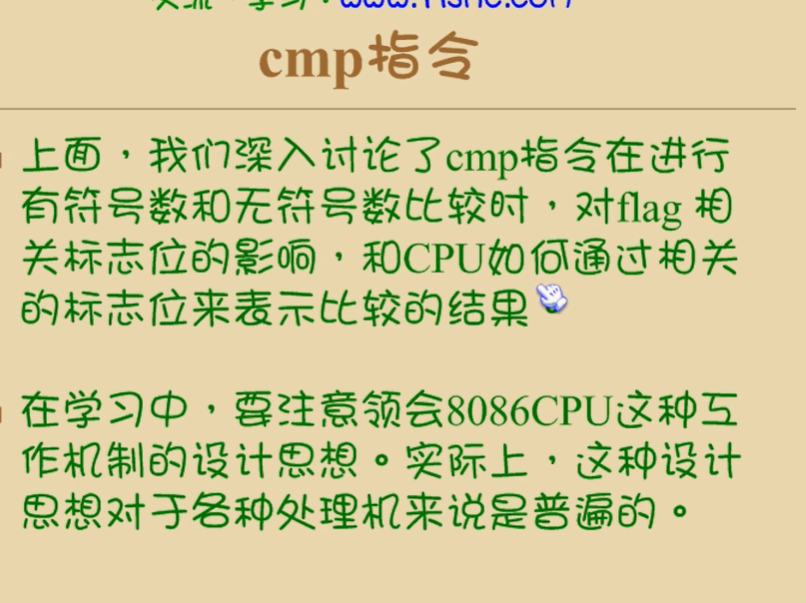 cmp指令
上面，我们深入讨论了cmp指令在进行
有符号数和无符号数比较时，对flag 相
关标志位的影响，和CPU如何通过相关
的标志位来表示比较的结果
在学习中，要注意领会8086CPU这种工
作机制的设计思想。实际上，这种设计
思想对于各种处理机来说是普遍的。